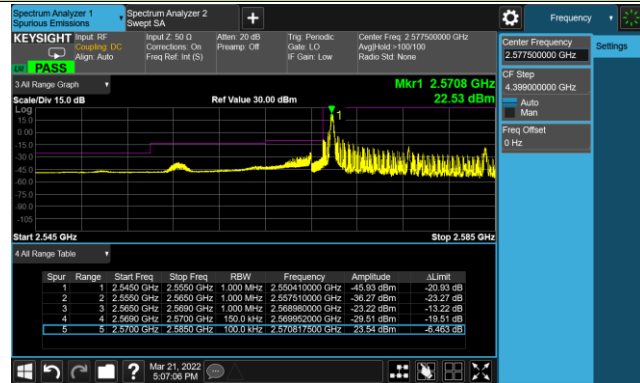 Spectrum Analyzer 1
Spurious Emissions
Spectrum Analyzer 2
Swept SA
+
Frequency
KEYSIGHT
Input: RF
Coupling: DC
Align: Auto
Input Z: 50 Ω
Corrections: On
Freq Ref: Int (S)
Atten: 20 dB
Preamp: Off
Trig: Periodic
Gate: LO
IF Gain: Low
Center Freq: 2.577500000 GHz
Avg|Hold:>100/100
Radio Std: None
PASS
3 All Range Graph
Scale/Div 15.0 dB
Ref Value 30.00 dBm
Mkr1 2.5708 GHz
22.53 dBm
Log
15.0
0.00
-15.0
-30.0
-45.0
-60.0
-75.0
-90.0
-105
1
Start 2.545 GHz
Stop 2.585 GHz
4 All Range Table
Spur Range Start Freq Stop Freq RBW Frequency Amplitude ΔLimit
1 1 2.5450 GHz 2.5550 GHz 1.000 MHz 2.550410000 GHz -45.93 dBm -20.93 dB
2 2 2.5550 GHz 2.5650 GHz 1.000 MHz 2.557510000 GHz -36.27 dBm -23.27 dB
3 3 2.5650 GHz 2.5690 GHz 1.000 MHz 2.568980000 GHz -23.22 dBm -13.22 dB
4 4 2.5690 GHz 2.5700 GHz 150.0 kHz 2.569952000 GHz -29.51 dBm -19.51 dB
5 5 2.5700 GHz 2.5850 GHz 100.0 kHz 2.570817500 GHz 23.54 dBm -6.463 dB
Center Frequency
2.577500000 GHz
Settings
CF Step
4.399000000 GHz
Auto
Man
Freq Offset
0 Hz
?
Mar 21, 2022
5:07:06 PM